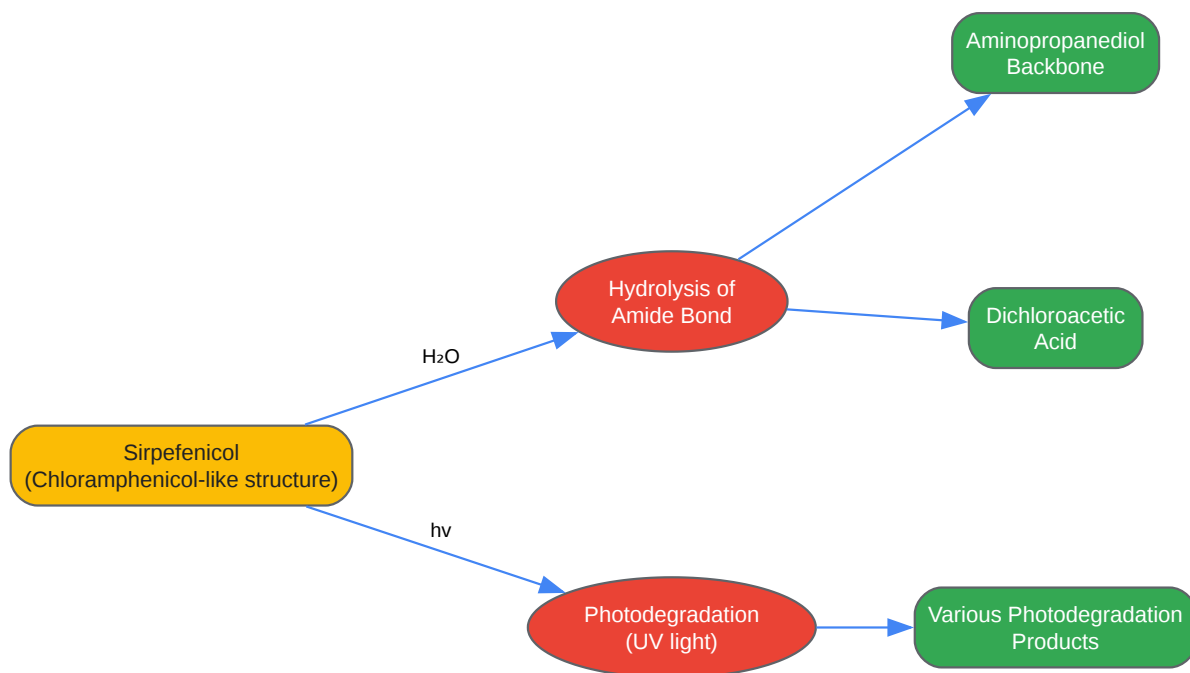 Aminopropanediol
Backbone
Hydrolysis of
Amide Bond
Dichloroacetic
Acid
H₂O
Sirpefenicol
(Chloramphenicol-like structure)
hv
Photodegradation
(UV light)
Various Photodegradation
Products